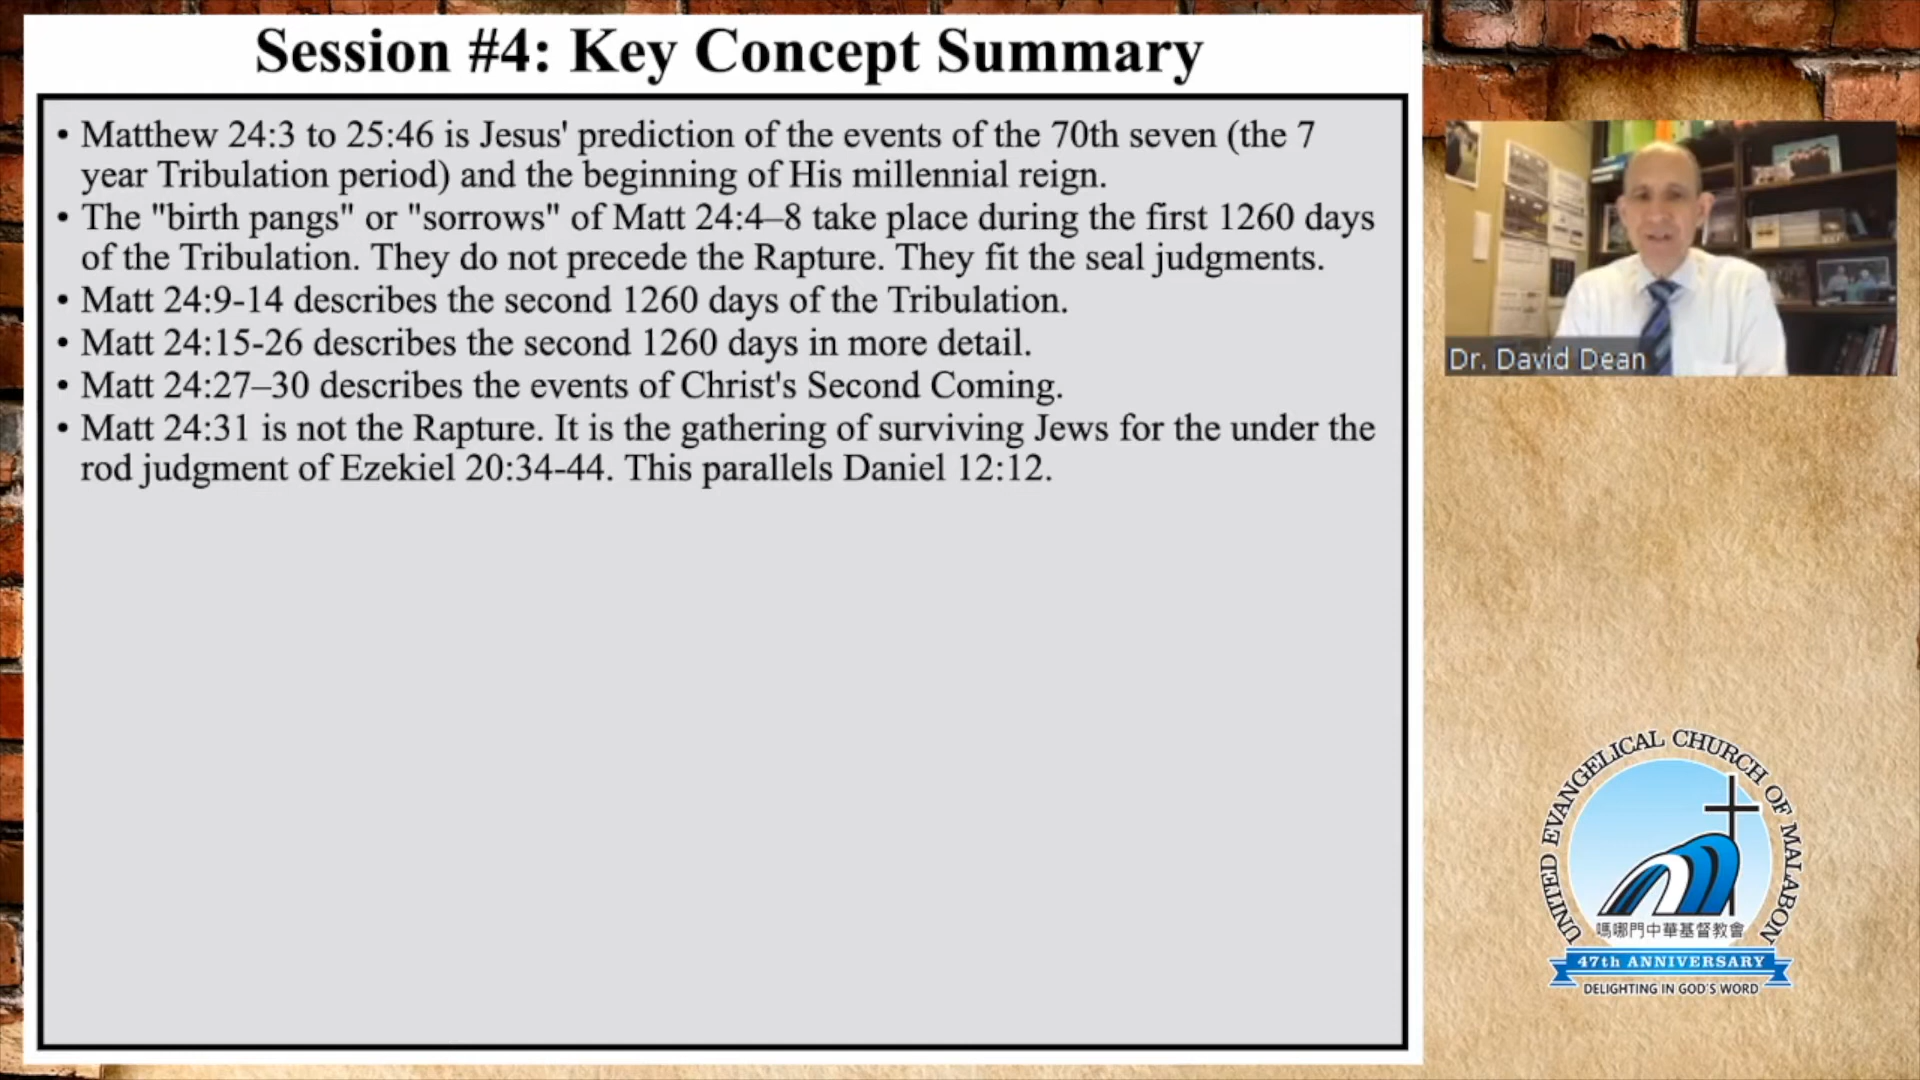 Session #4: Key Concept Summary
• Matthew 24:3 to 25:46 is Jesus' prediction of the events of the 70th seven (the 7
year Tribulation period) and the beginning of His millennial reign.
• The "birth pangs" or "sorrows" of Matt 24:4–8 take place during the first 1260 days
of the Tribulation. They do not precede the Rapture. They fit the seal judgments.
• Matt 24:9-14 describes the second 1260 days of the Tribulation.
• Matt 24:15-26 describes the second 1260 days in more detail.
• Matt 24:27–30 describes the events of Christ's Second Coming.
• Matt 24:31 is not the Rapture. It is the gathering of surviving Jews for the under the
rod judgment of Ezekiel 20:34-44. This parallels Daniel 12:12.
Dr. David Dean
UNITED EVANGELICAL CHURCH OF MALABON
嗎哪門中華基督教會
47th ANNIVERSARY
DELIGHTING IN GOD'S WORD